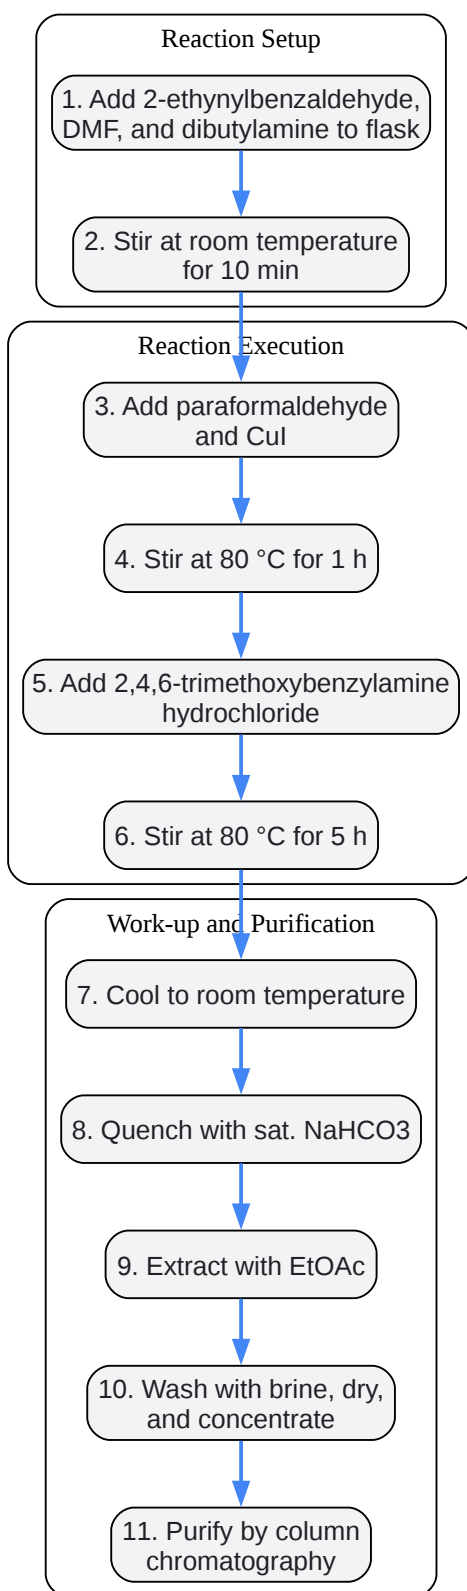 Reaction Setup
1. Add 2-ethynylbenzaldehyde,
DMF, and dibutylamine to flask
2. Stir at room temperature
for 10 min
Reaction Execution
3. Add paraformaldehyde
and CuI
4. Stir at 80 °C for 1 h
5. Add 2,4,6-trimethoxybenzylamine
hydrochloride
6. Stir at 80 °C for 5 h
Work-up and Purification
7. Cool to room temperature
8. Quench with sat. NaHCO3
9. Extract with EtOAc
10. Wash with brine, dry,
and concentrate
11. Purify by column
chromatography